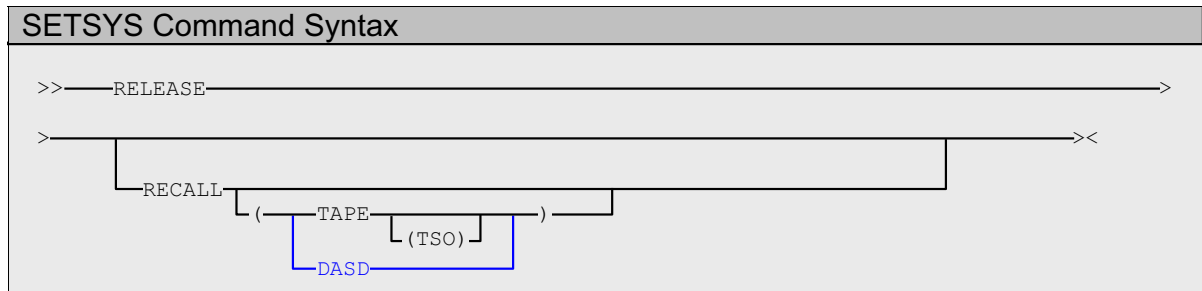 SETSYS Command Syntax
>>RELEASE>
>><
RECALL
(TAPE)
(TSO)
DASD